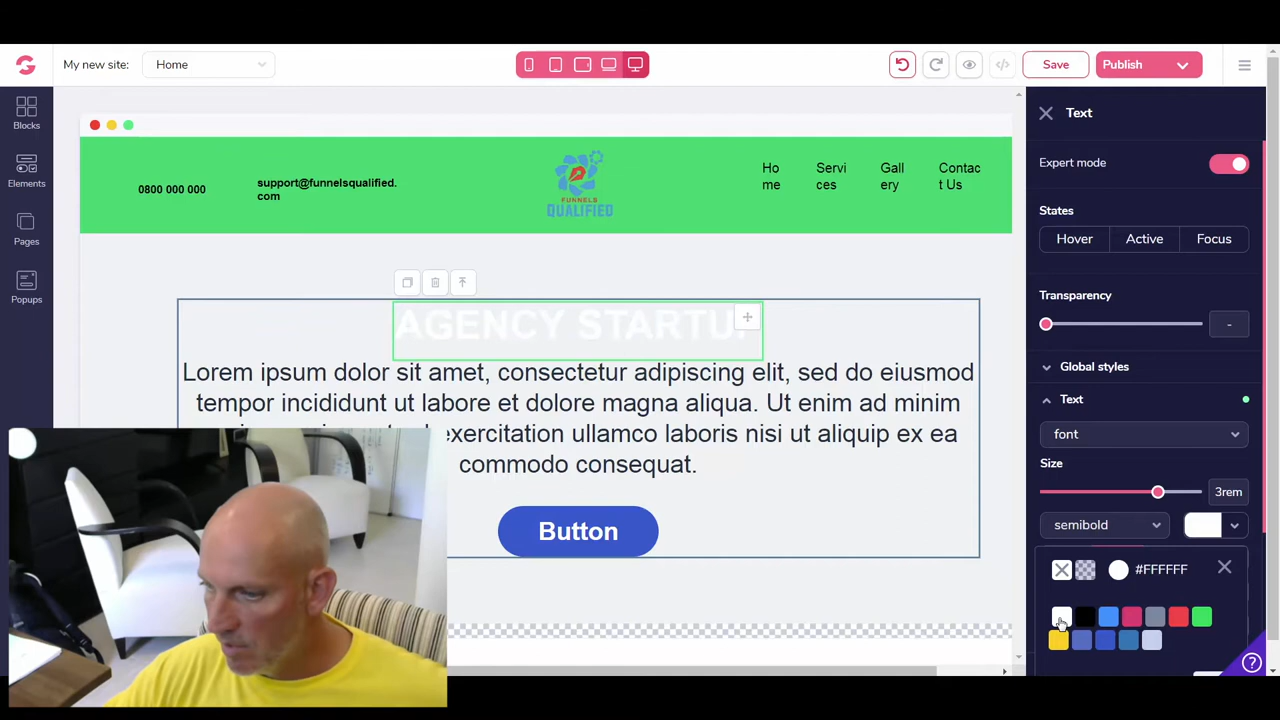 My new site:
Home
Save
Publish
Blocks
Elements
Pages
Popups
0800 000 000
support@funnelsqualified.
com
FUNNELS
QUALIFIED
Ho
me
Servi
ces
Gall
ery
Contac
t Us
AGENCY STARTU
Lorem ipsum dolor sit amet, consectetur adipiscing elit, sed do eiusmod
tempor incididunt ut labore et dolore magna aliqua. Ut enim ad minim
exercitation ullamco laboris nisi ut aliquip ex ea
commodo consequat.
Button
Text
Expert mode
States
Hover
Active
Focus
Transparency
-
Global styles
Text
font
Size
3rem
semibold
#FFFFFF